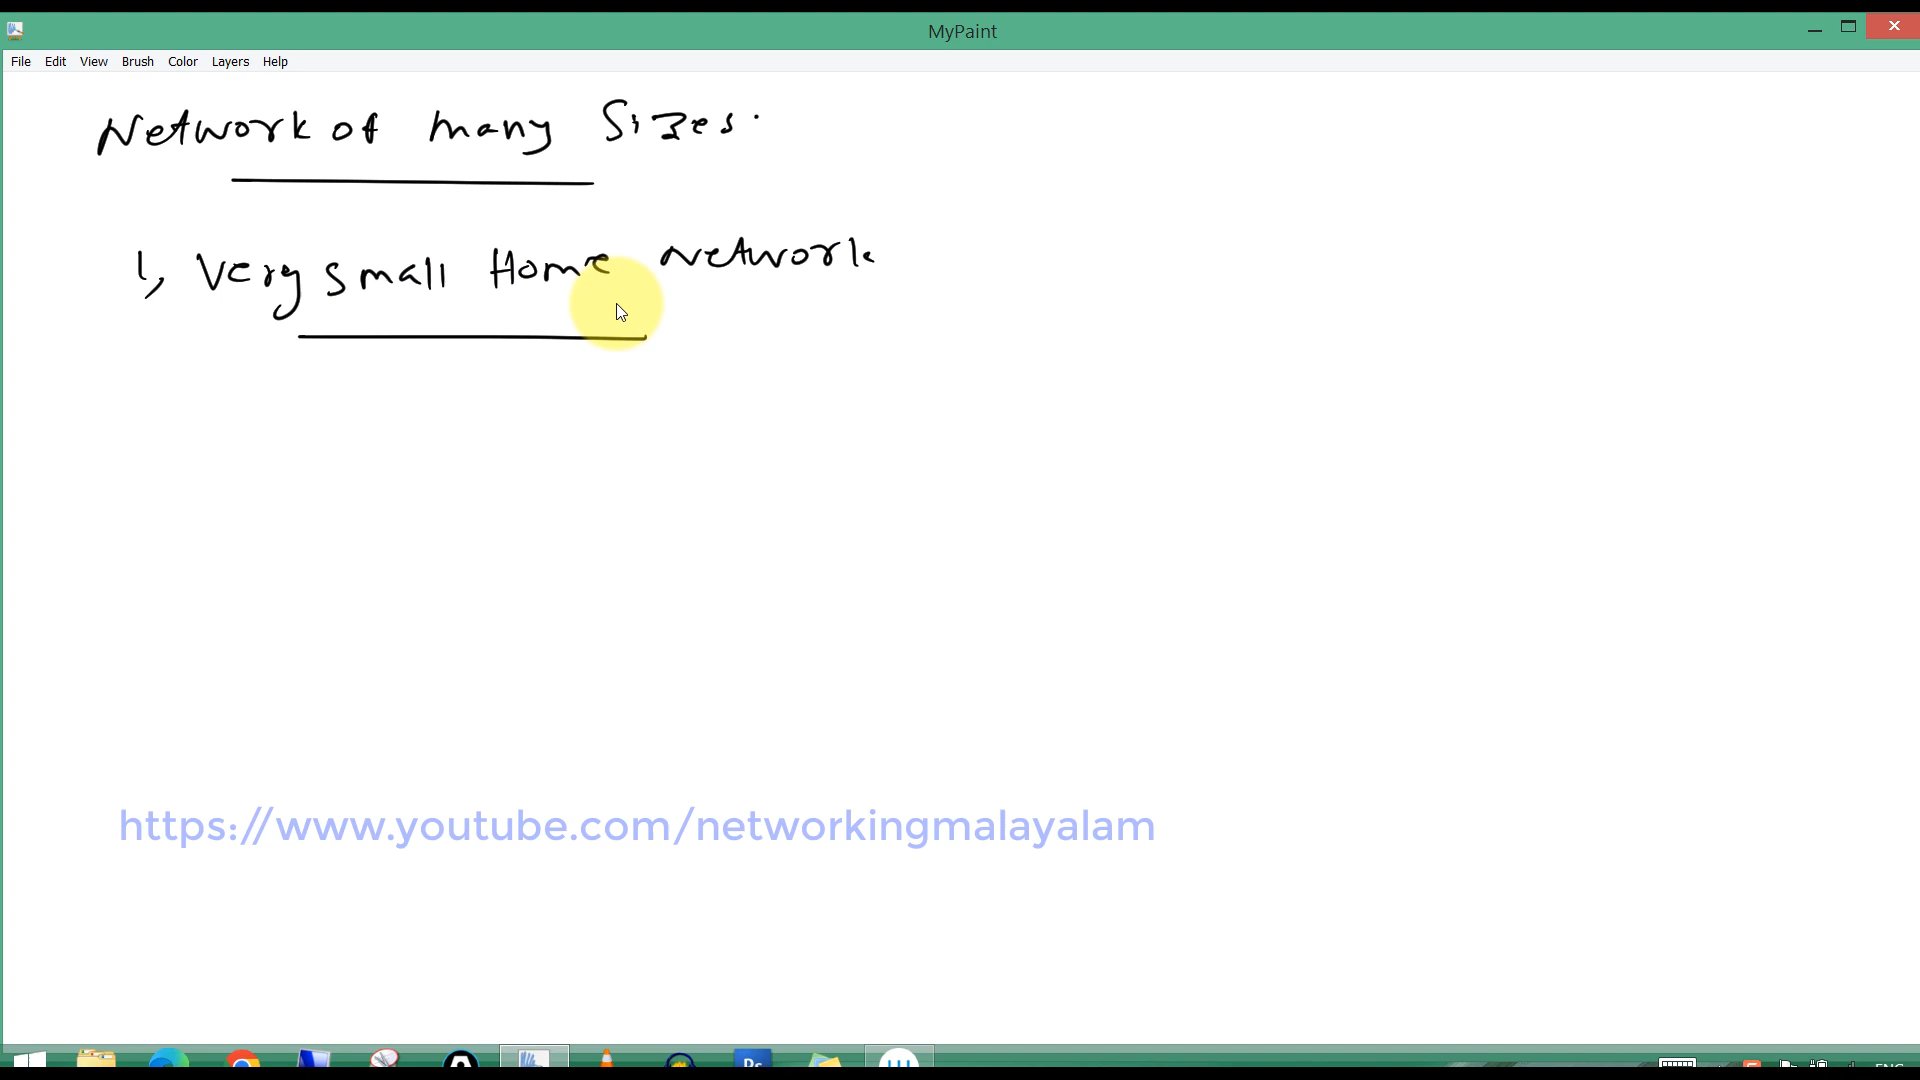 MyPaint
File Edit View Brush Color Layers Help
Network of many Sizes.
1, Very small Home Network
https://www.youtube.com/networkingmalayalam
Ps